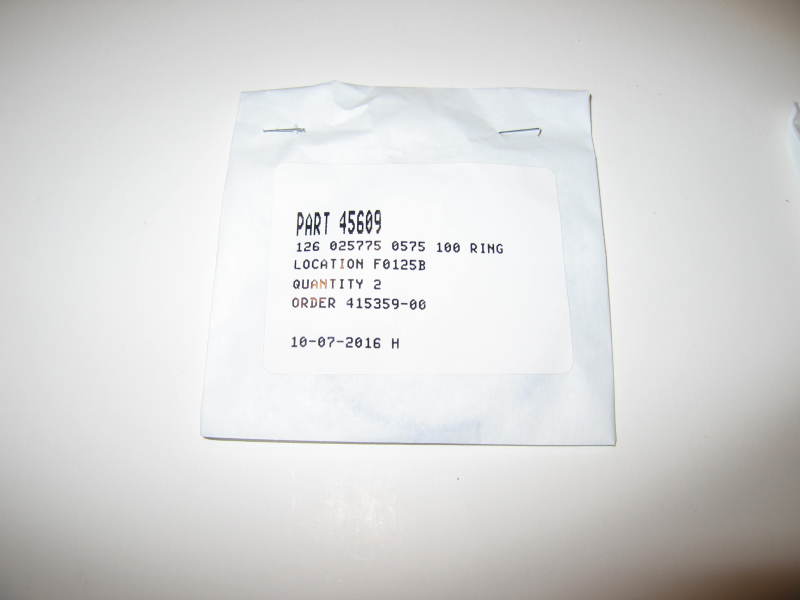 PART 45609
126 025775 0575 100 RING
LOCATION F0125B
QUANTITY 2
ORDER 415359-00
10-07-2016 H